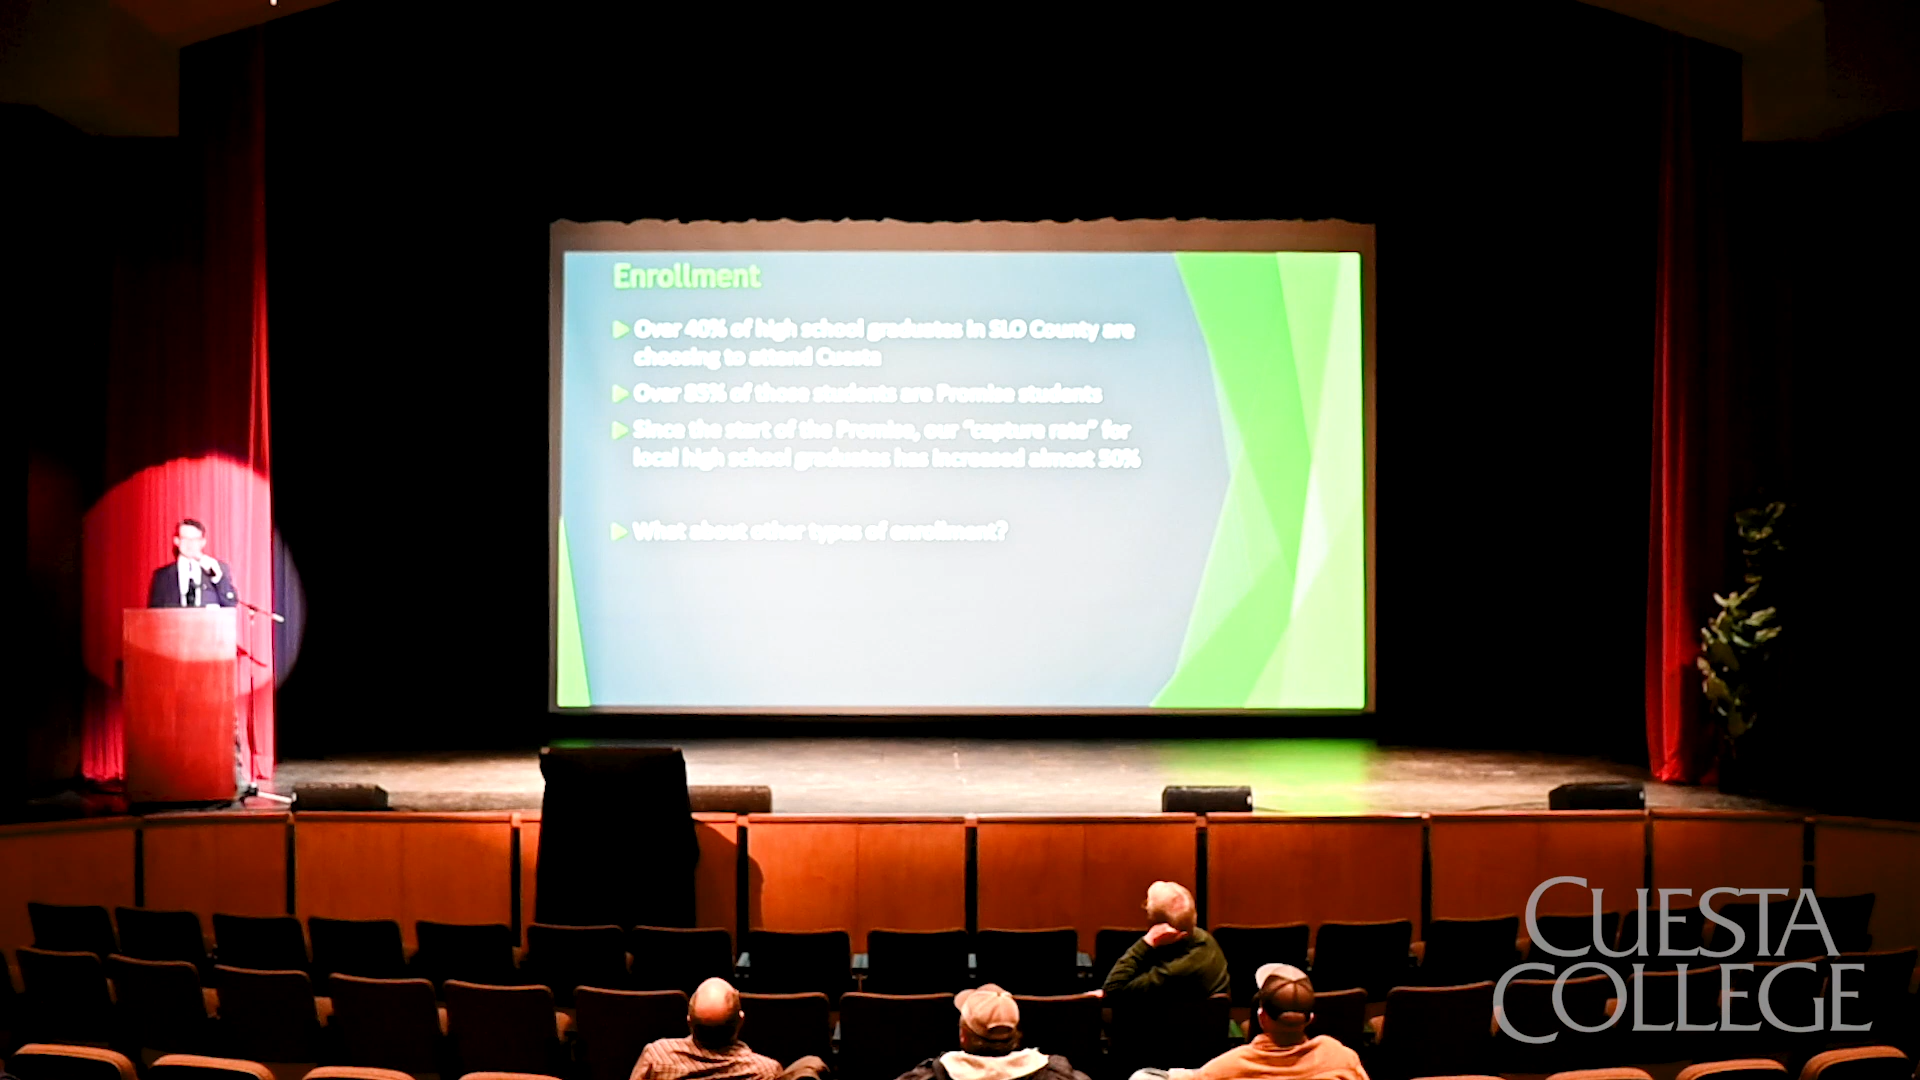 Enrollment
Over 40% of high school graduates in SLO County are
choosing to attend Cuesta
Over 85% of those students are Promise students
Since the start of the Promise, our "capture rate" for
local high school graduates has increased almost 30%
What about other types of enrollment?
CUESTA
COLLEGE